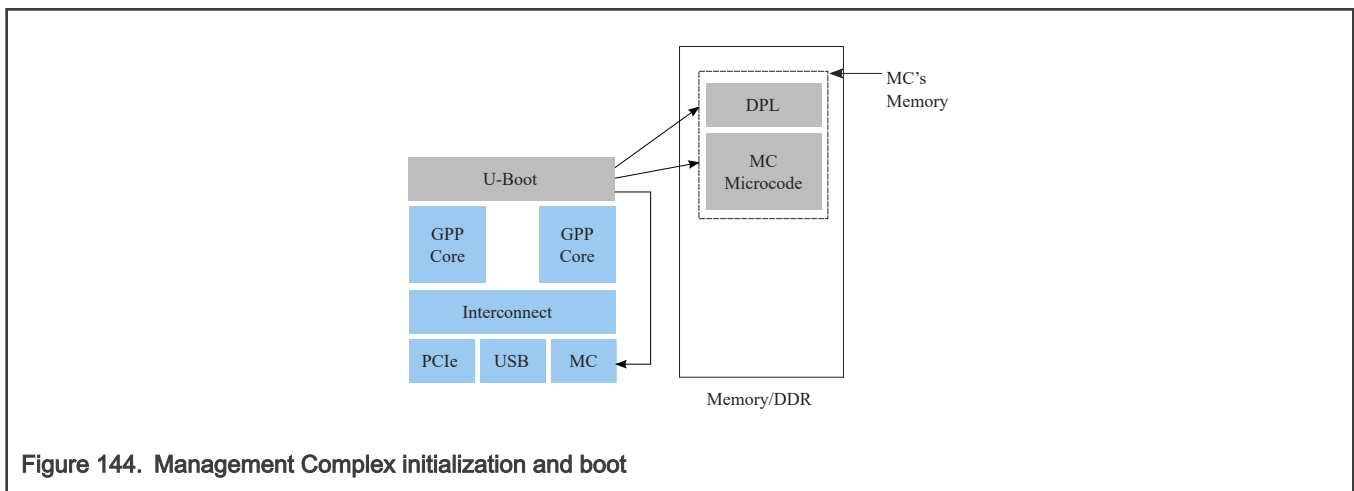 MC's
Memory
DPL
MC
Microcode
U-Boot
GPP
Core
GPP
Core
Interconnect
PCIe
USB
MC
Memory/DDR
Figure 144. Management Complex initialization and boot